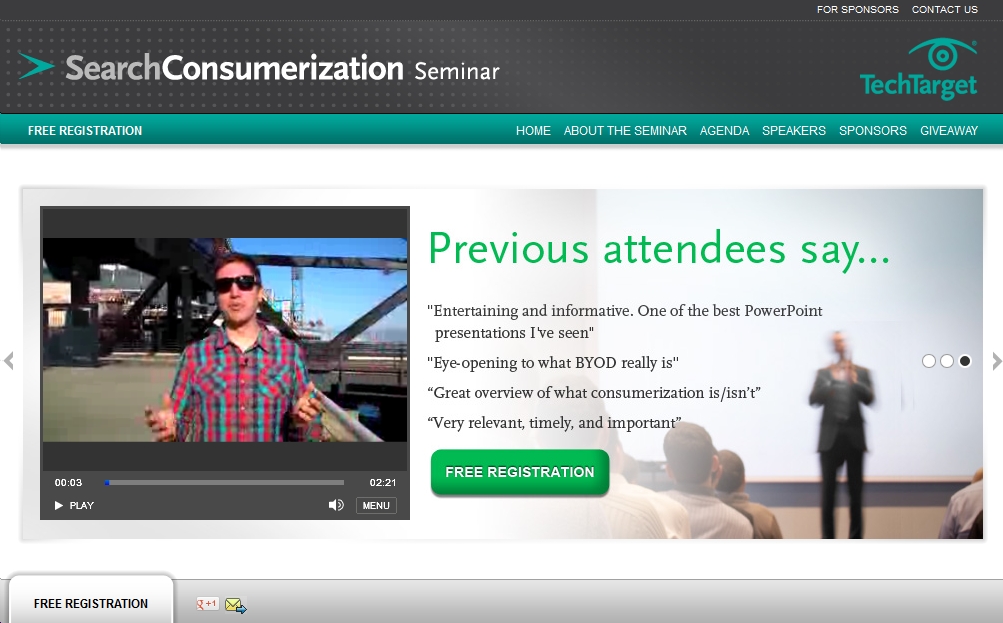 FOR SPONSORS CONTACT US
SearchConsumerization Seminar
TechTarget
FREE REGISTRATION HOME ABOUT THE SEMINAR AGENDA SPEAKERS SPONSORS GIVEAWAY
Previous attendees say...
"Entertaining and informative. One of the best PowerPoint
presentations I've seen"
"Eye-opening to what BYOD really is"
“Great overview of what consumerization is/isn’t”
“Very relevant, timely, and important”
FREE REGISTRATION
00:03 02:21
PLAY MENU
FREE REGISTRATION
g +1